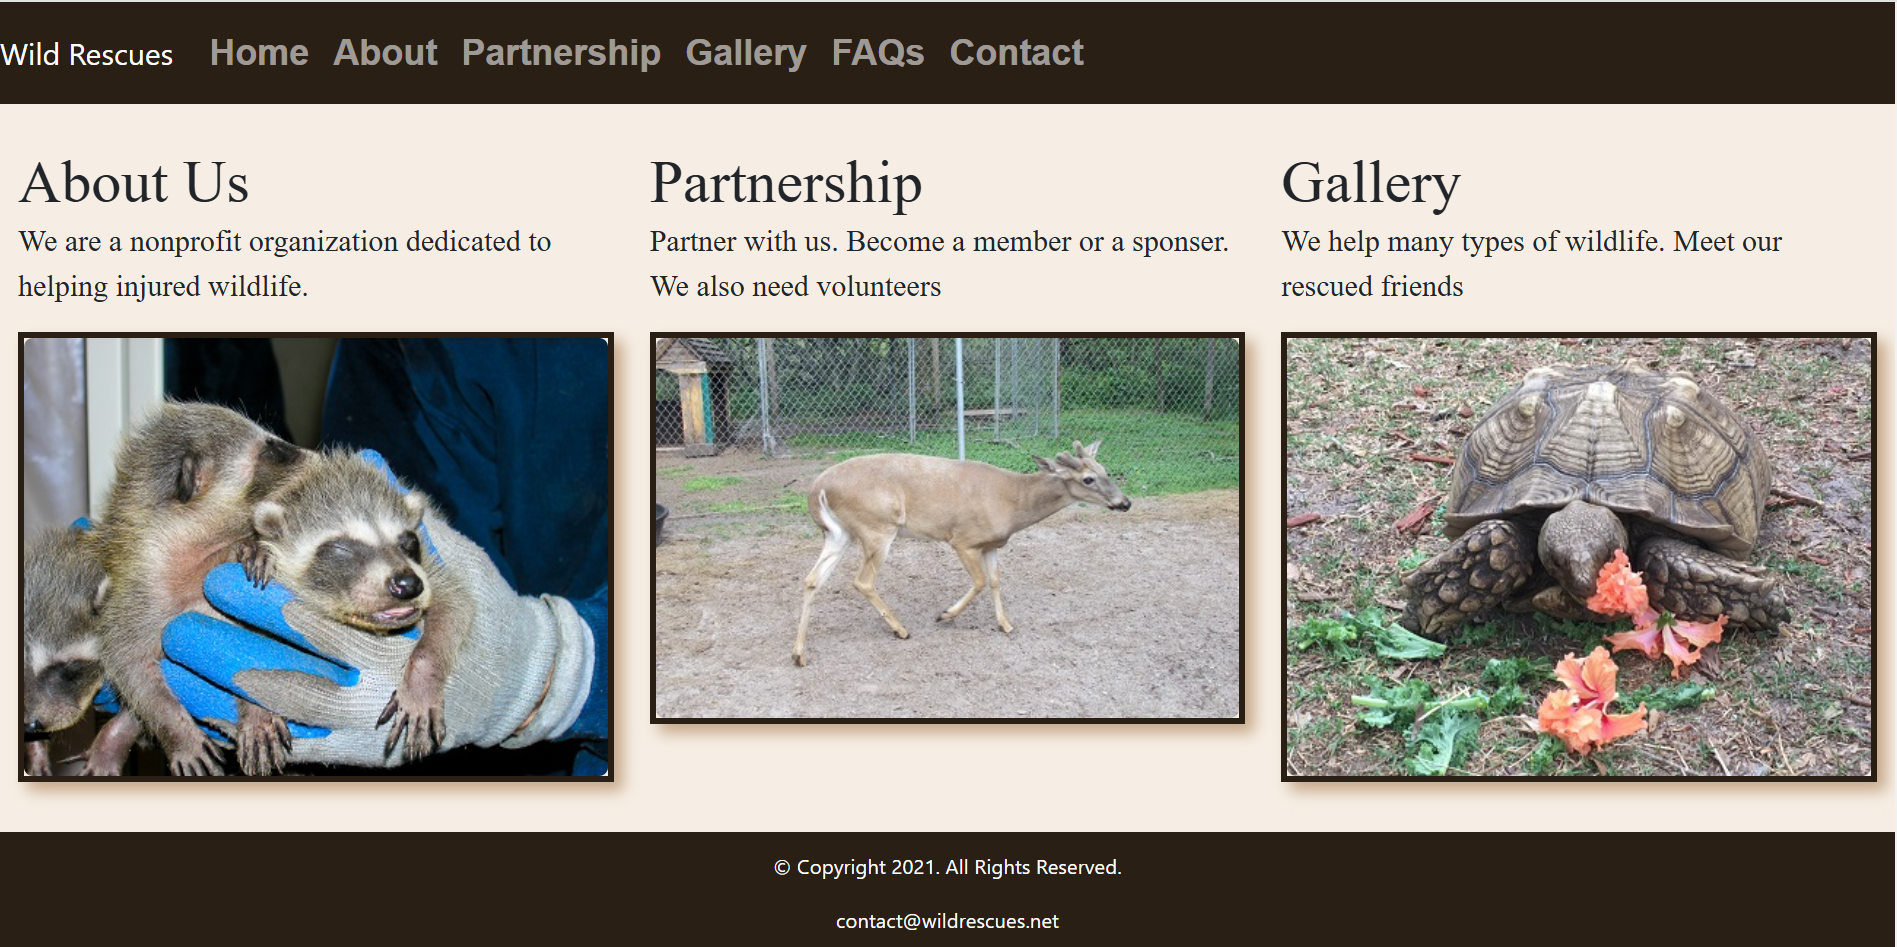 Wild Rescues Home About Partnership Gallery FAQs Contact
About Us
We are a nonprofit organization dedicated to
helping injured wildlife.
Partnership
Partner with us. Become a member or a sponser.
We also need volunteers
Gallery
We help many types of wildlife. Meet our
rescued friends
© Copyright 2021. All Rights Reserved.
contact@wildrescues.net